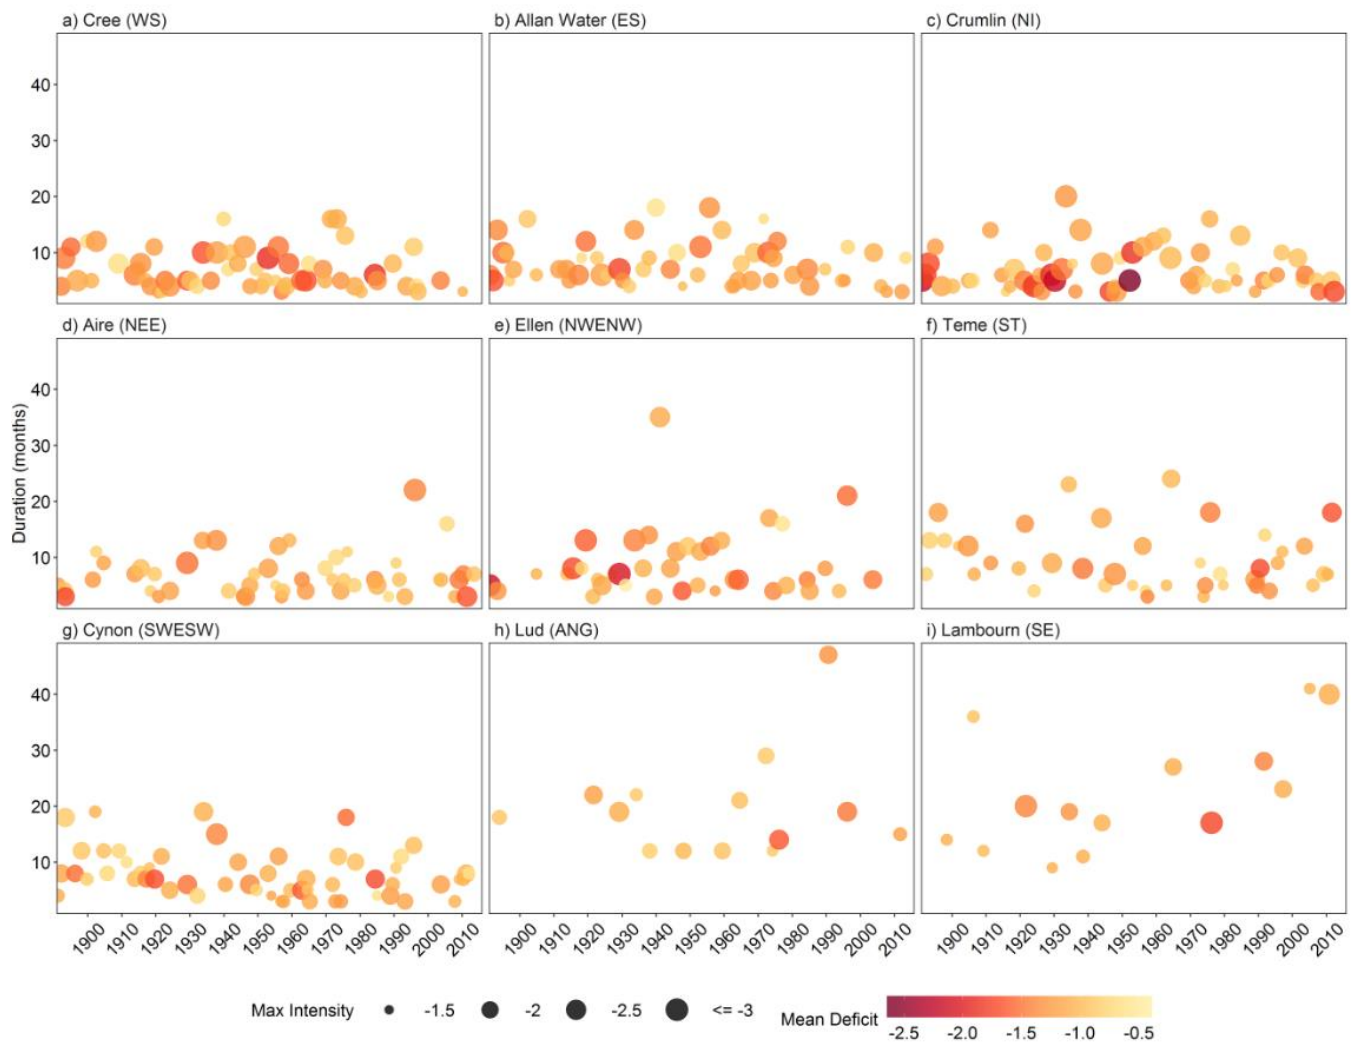 a) Cree (WS)
b) Allan Water (ES)
c) Crumlin (NI)
40
30
20
10
d) Aire (NEE)
e) Ellen (NWENW)
f) Teme (ST)
Duration (months)
40
30
20
10
g) Cynon (SWESW)
h) Lud (ANG)
i) Lambourn (SE)
40
30
20
10
1900 1910 1920 1930 1940 1950 1960 1970 1980 1990 2000 2010
1900 1910 1920 1930 1940 1950 1960 1970 1980 1990 2000 2010
1900 1910 1920 1930 1940 1950 1960 1970 1980 1990 2000 2010
Max Intensity -1.5 -2 -2.5 <= -3
Mean Deficit
-2.5 -2.0 -1.5 -1.0 -0.5